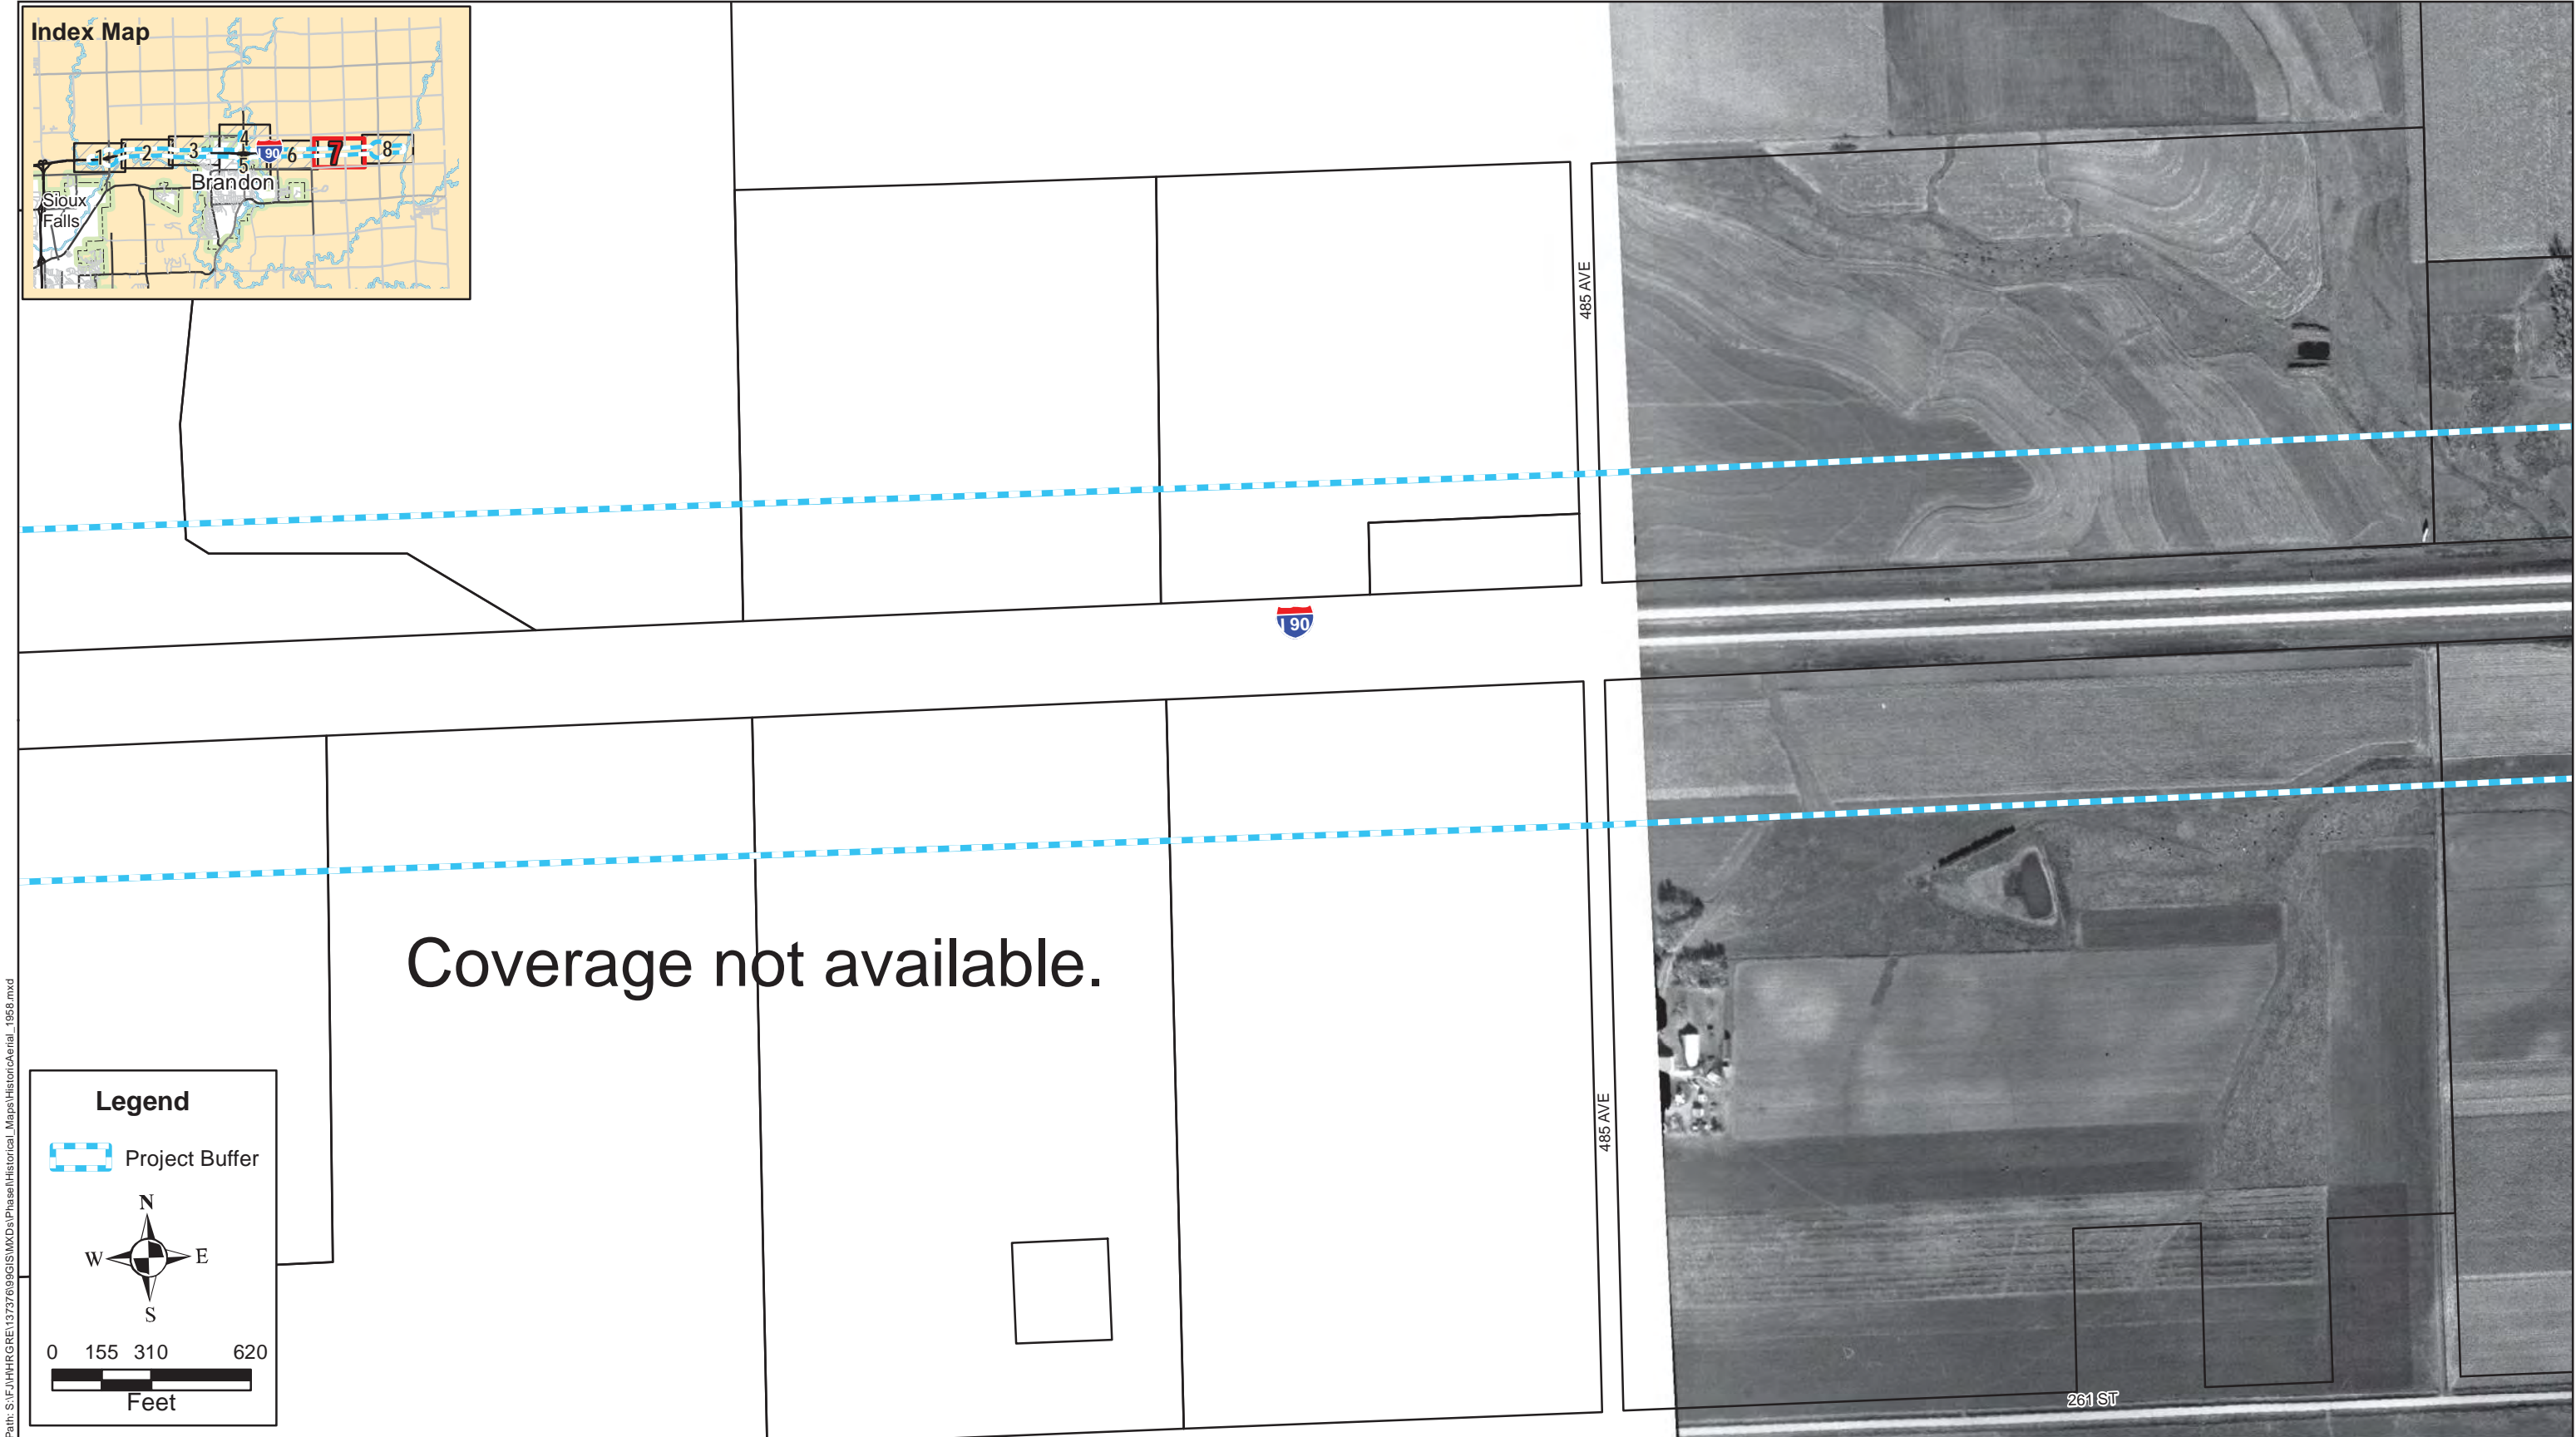 Index Map
1
2
3
4
5
I 90
6
7
8
Brandon
Sioux
Falls
485 AVE
I 90
Coverage not available.
485 AVE
261 ST
Legend
Project Buffer
N
W
E
S
0 155 310 620
Feet
Path: S:\FJ\H\HRGRE\137376\99GIS\MXDs\PhaseI\Historical_Maps\HistoricAerial_1958.mxd